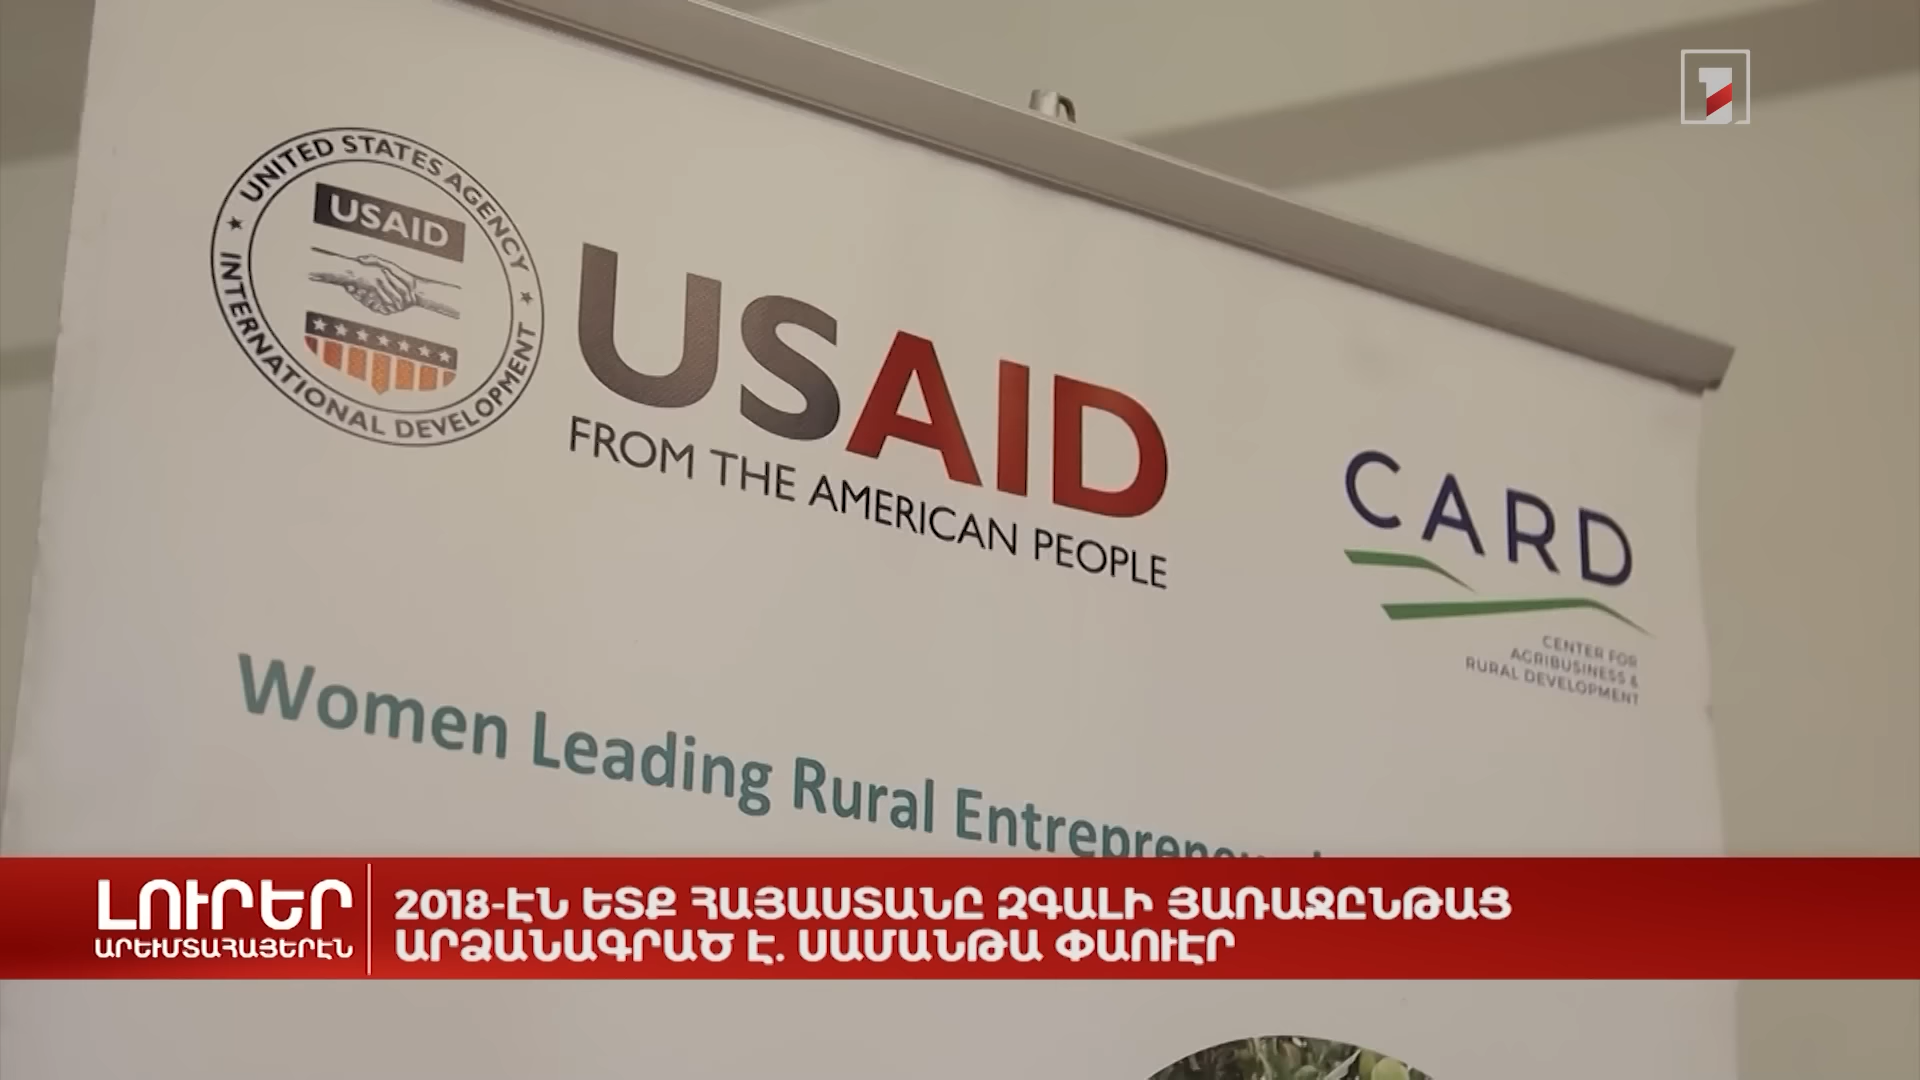 UNITED STATES AGENCY
INTERNATIONAL DEVELOPMENT
USAID
USAID
FROM THE AMERICAN PEOPLE
CARD
CENTER FOR
AGRIBUSINESS &
RURAL DEVELOPMENT
Women Leading Rural
1
ԼՈՒՐԵՐ
ԱՐԵՒՄՏԱՀԱՅԵՐԷՆ
2018-ԷՆ ԵՏՔ ՀԱՅԱՍՏԱՆԸ ԶԳԱԼԻ ՅԱՌԱՋԸՆԹԱՑ
ԱՐՁԱՆԱԳՐԱԾ Է. ՍԱՄԱՆԹԱ ՓԱՈՒԷՐ